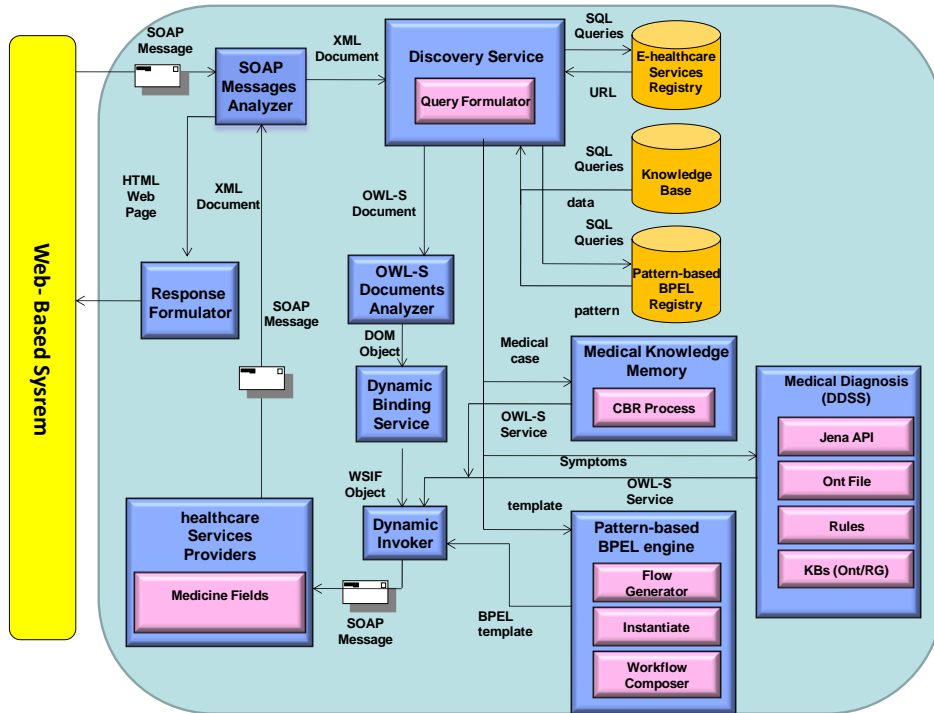 Web- Based Sysrem
SOAP
Message
SOAP
Messages
Analyzer
XML
Document
Discovery Service
Query Formulator
SQL
Queries
URL
E-healthcare
Services
Registry
SQL
Queries
data
Knowledge
Base
SQL
Queries
pattern
Pattern-based
BPEL
Registry
HTML
Web
Page
XML
Document
OWL-S
Document
Response
Formulator
SOAP
Message
OWL-S
Documents
Analyzer
DOM
Object
Dynamic
Binding
Service
WSIF
Object
Dynamic
Invoker
Medical
case
Medical Knowledge
Memory
CBR Process
OWL-S
Service
Symptoms
OWL-S
Service
Medical Diagnosis
(DDSS)
Jena API
Ont File
Rules
KBs (Ont/RG)
healthcare
Services
Providers
Medicine Fields
SOAP
Message
template
BPEL
template
Pattern-based
BPEL engine
Flow
Generator
Instantiate
Workflow
Composer